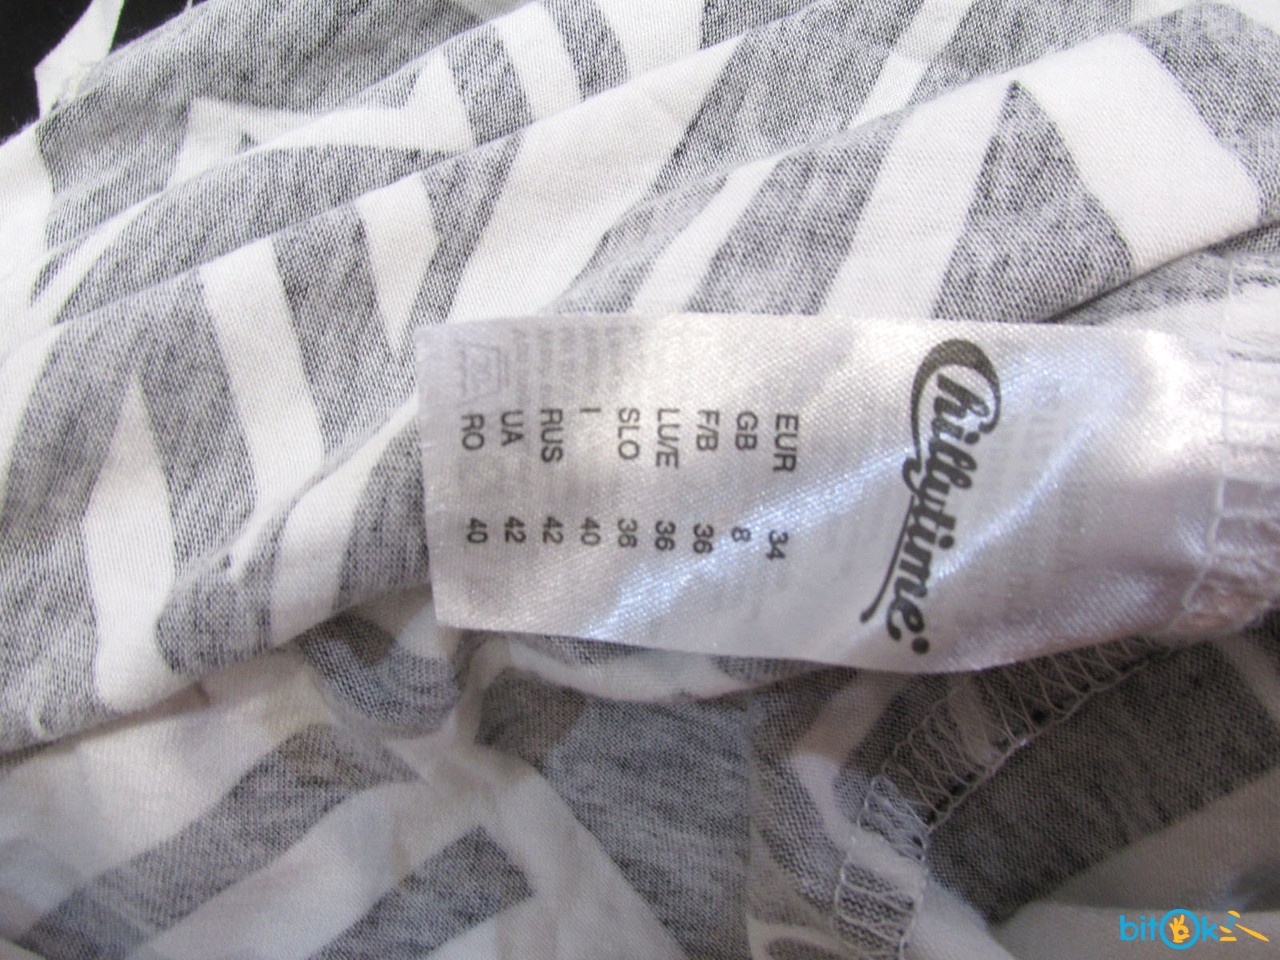 Chillytime
EUR 34
GB 8
F/B 36
LU/E 36
SLO 36
I 40
RUS 42
UA 42
RO 40
bitOk